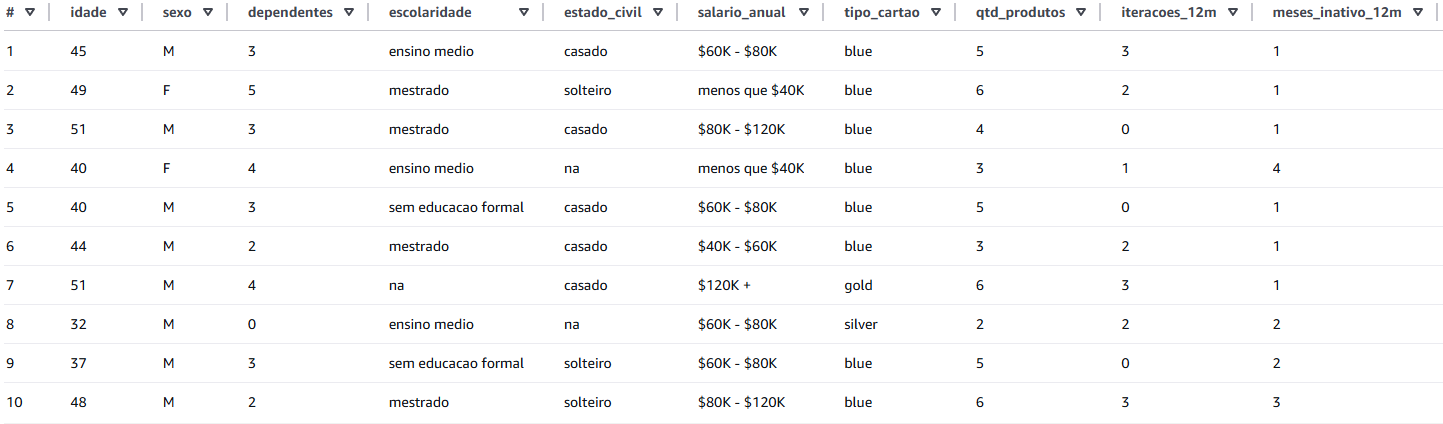 # idade sexo dependentes escolaridade estado_civil salario_anual tipo_cartao qtd_produtos iteracoes_12m meses_inativo_12m
1 45 M 3 ensino medio casado $60K - $80K blue 5 3 1
2 49 F 5 mestrado solteiro menos que $40K blue 6 2 1
3 51 M 3 mestrado casado $80K - $120K blue 4 0 1
4 40 F 4 ensino medio na menos que $40K blue 3 1 4
5 40 M 3 sem educacao formal casado $60K - $80K blue 5 0 1
6 44 M 2 mestrado casado $40K - $60K blue 3 2 1
7 51 M 4 na casado $120K + gold 6 3 1
8 32 M 0 ensino medio na $60K - $80K silver 2 2 2
9 37 M 3 sem educacao formal solteiro $60K - $80K blue 5 0 2
10 48 M 2 mestrado solteiro $80K - $120K blue 6 3 3